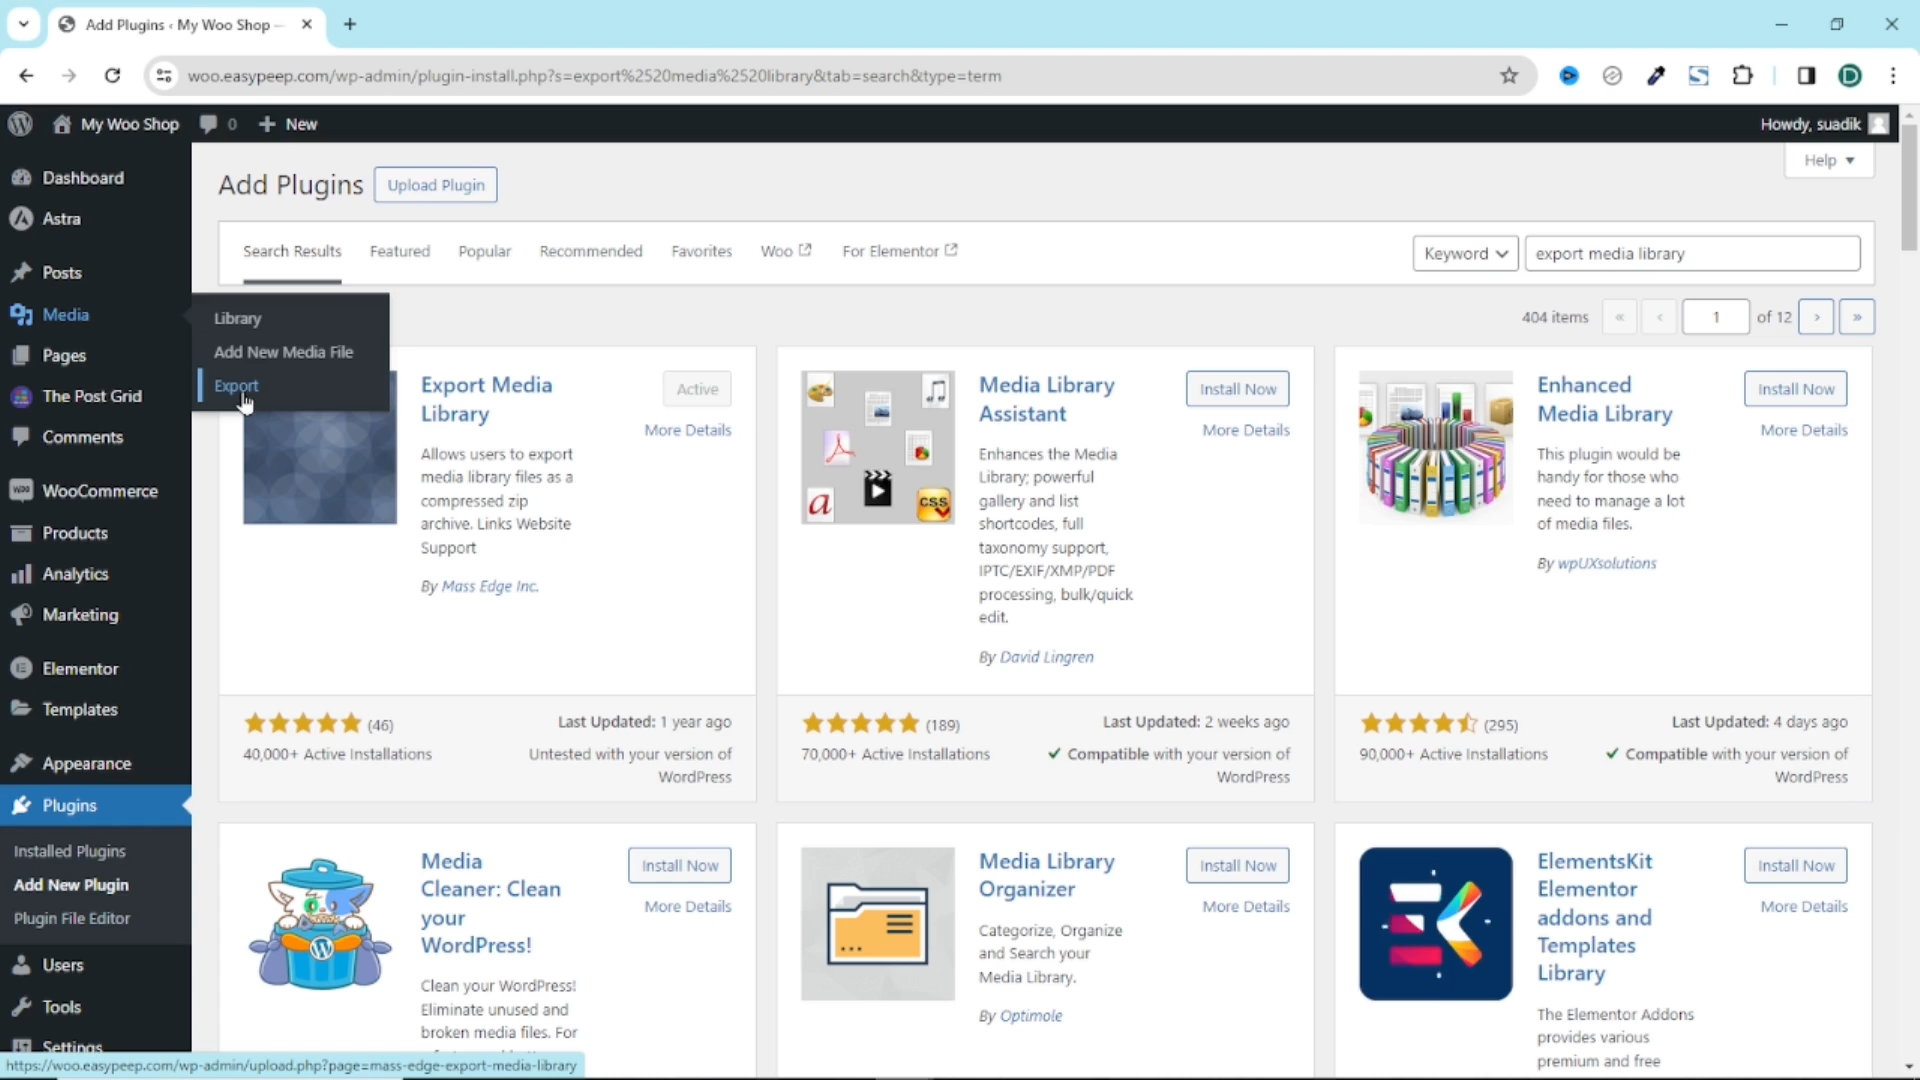 Add Plugins ‹ My Woo Shop —
woo.easypeep.com/wp-admin/plugin-install.php?s=export%2520media%2520library&tab=search&type=term
D
My Woo Shop
0
New
Howdy, suadik
Dashboard
Astra
Posts
Media
Pages
The Post Grid
Comments
WooCommerce
Products
Analytics
Marketing
Elementor
Templates
Appearance
Plugins
Installed Plugins
Add New Plugin
Plugin File Editor
Users
Tools
Settings
Library
Add New Media File
Export
Help
Add Plugins
Upload Plugin
Search Results
Featured
Popular
Recommended
Favorites
Woo
For Elementor
Keyword
export media library
404 items
«
‹
1
of 12
›
»
Export Media
Library
Active
More Details
Allows users to export
media library files as a
compressed zip
archive. Links Website
Support
By Mass Edge Inc.
(46)
40,000+ Active Installations
Last Updated: 1 year ago
Untested with your version of
WordPress
Media Library
Assistant
Install Now
More Details
Enhances the Media
Library; powerful
gallery and list
shortcodes, full
taxonomy support,
IPTC/EXIF/XMP/PDF
processing, bulk/quick
edit.
By David Lingren
a
CSS
(189)
70,000+ Active Installations
Last Updated: 2 weeks ago
Compatible with your version of
WordPress
Enhanced
Media Library
Install Now
More Details
This plugin would be
handy for those who
need to manage a lot
of media files.
By wpUXsolutions
(295)
90,000+ Active Installations
Last Updated: 4 days ago
Compatible with your version of
WordPress
Media
Cleaner: Clean
your
WordPress!
Install Now
More Details
Clean your WordPress!
Eliminate unused and
broken media files. For
Media Library
Organizer
Install Now
More Details
Categorize, Organize
and Search your
Media Library.
By Optimole
ElementsKit
Elementor
addons and
Templates
Library
Install Now
More Details
The Elementor Addons
provides various
premium and free
https://woo.easypeep.com/wp-admin/upload.php?page=mass-edge-export-media-library